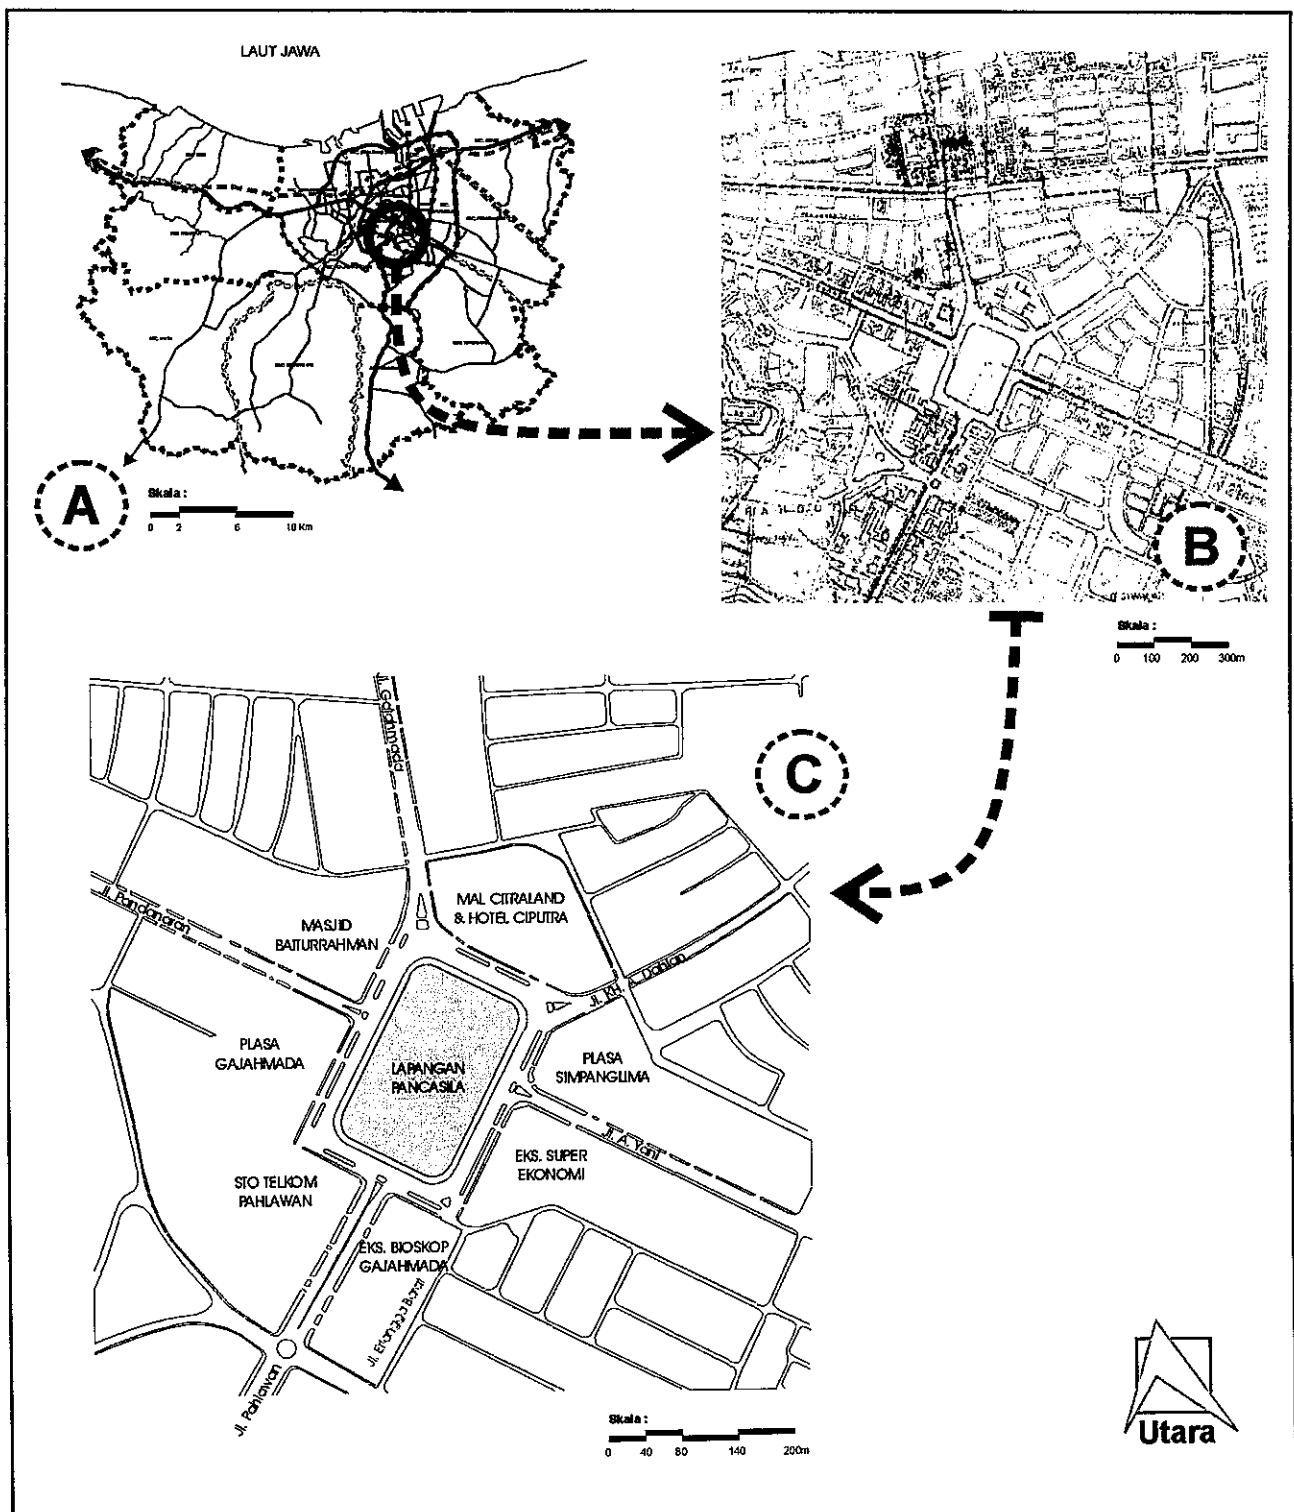 LAUT JAWA
A
Skala :
0 2 6 10 Km
B
Skala :
0 100 200 300m
C
Jl. Gajahmada
Jl. Pandanaran
MASJID
BAITURRAHMAN
MAL CITRALAND
& HOTEL CIPUTRA
Jl. KH. A. Dahlan
PLASA
GAJAHMADA
LAPANGAN
PANCASILA
PLASA
SIMPANGLIMA
Jl. A. Yani
EKS. SUPER
EKONOMI
STO TELKOM
PAHLAWAN
EKS. BIOSKOP
GAJAHMADA
Jl. Erlangga Barat
Jl. Pahlawan
Skala :
0 40 80 140 200m
Utara